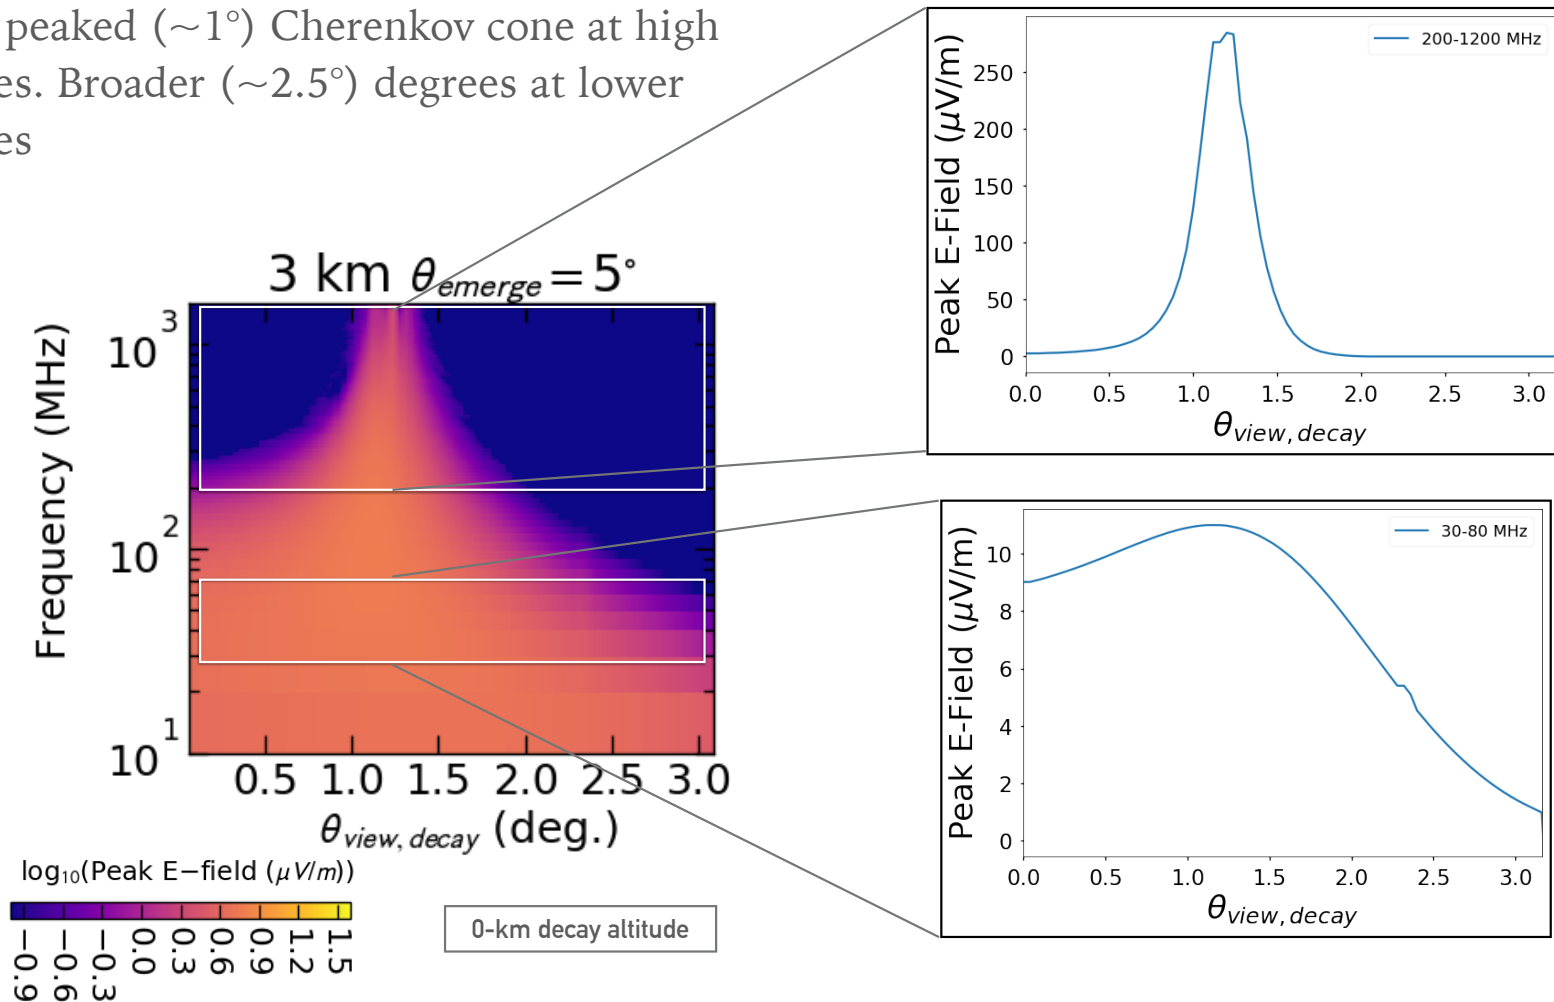 peaked (~1°) Cherenkov cone at high
es. Broader (~2.5°) degrees at lower
es
3 km θemerge = 5°
Frequency (MHz)
10³
10²
10¹
0.5 1.0 1.5 2.0 2.5 3.0
θview, decay (deg.)
log₁₀(Peak E−field (μV/m))
−0.9 −0.6 −0.3 0.0 0.3 0.6 0.9 1.2 1.5
0-km decay altitude
200-1200 MHz
Peak E-Field (μV/m)
250
200
150
100
50
0
0.0 0.5 1.0 1.5 2.0 2.5 3.0
θview, decay
30-80 MHz
Peak E-Field (μV/m)
10
8
6
4
2
0
0.0 0.5 1.0 1.5 2.0 2.5 3.0
θview, decay